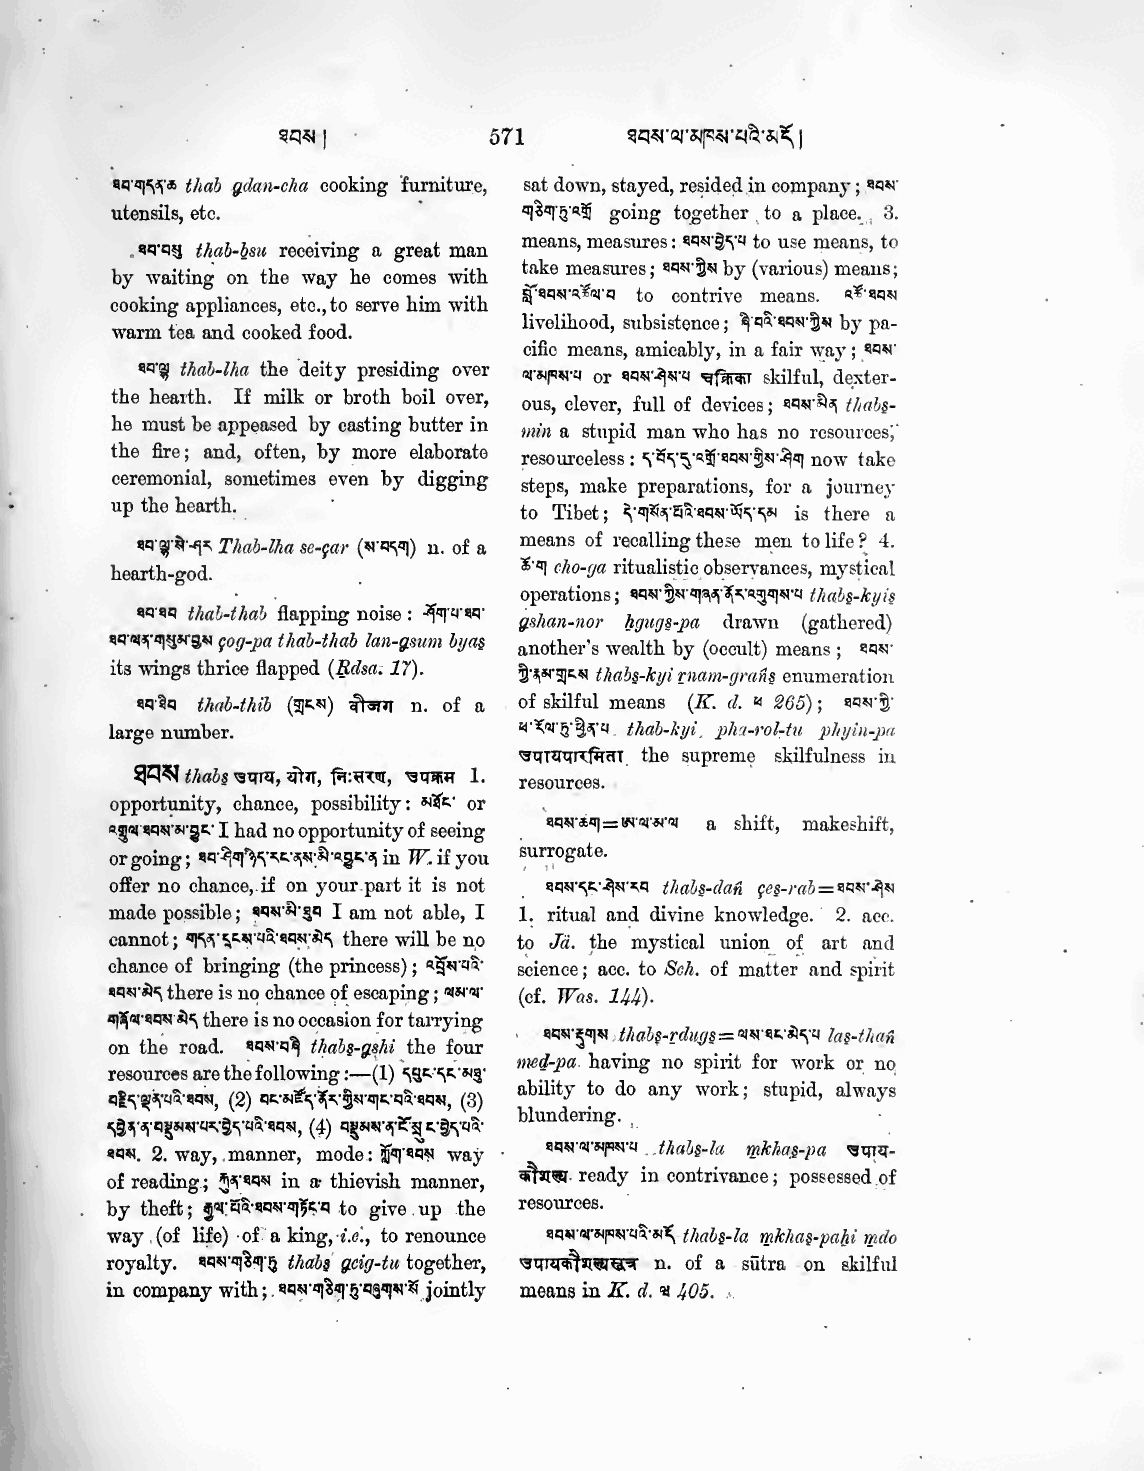 ཐབས།
571
ཐབས་ལ་མཁས་པའི་མདོ།
ཐབ་གདན་ཆ thab gdan-cha cooking furniture,
utensils, etc.
ཐབ་བསུ thab-bsu receiving a great man
by waiting on the way he comes with
cooking appliances, etc., to serve him with
warm tea and cooked food.
ཐབ་ལྷ thab-lha the deity presiding over
the hearth. If milk or broth boil over,
he must be appeased by casting butter in
the fire; and, often, by more elaborate
ceremonial, sometimes even by digging
up the hearth.
ཐབ་ལྷ་སེ་ཤར Thab-lha se-çar (ས་བདག) n. of a
hearth-god.
ཐབ་ཐབ thab-thab flapping noise: ཤོག་པ་ཐབ་
ཐབ་ལན་གསུམ་བྱས çog-pa thab-thab lan-gsum byas
its wings thrice flapped (Rdsa. 17).
ཐབ་ཐིབ thab-thib (གྲངས) वीजग n. of a
large number.
ཐབས thabs उपाय, योग, निःसरण, उपक्रम 1.
opportunity, chance, possibility: མཐོང་ or
འགྲུལ་ཐབས་མ་བྱུང་ I had no opportunity of seeing
or going; ཐབ་ཤིག་ཉིད་རང་ནས་མི་འབྱུང་ན in W. if you
offer no chance, if on your part it is not
made possible; ཐབས་མི་ཐུབ I am not able, I
cannot; གདན་དྲངས་པའི་ཐབས་མེད there will be no
chance of bringing (the princess); འབྲོས་པའི་
ཐབས་མེད there is no chance of escaping; ལམ་ལ་
གནོལ་ཐབས་མེད there is no occasion for tarrying
on the road. ཐབས་བཞི thabs-gshi the four
resources are the following:—(1) དབུང་དང་མཐུ་
བརྗིད་ལྡན་པའི་ཐབས, (2) བང་མཛོད་ནོར་གྱིས་གང་བའི་ཐབས, (3)
དབྱེན་ན་བསྡུམས་པར་བྱེད་པའི་ཐབས, (4) བསྡུམས་ན་ངོ་སྲུང་བྱེད་པའི་
ཐབས. 2. way, manner, mode: ཀློག་ཐབས way
of reading; རྐུན་ཐབས in a thievish manner,
by theft; རྒྱལ་པོའི་ཐབས་གཏོང་བ to give up the
way (of life) of a king, i.e., to renounce
royalty. ཐབས་གཅིག་ཏུ thabs gcig-tu together,
in company with; ཐབས་གཅིག་ཏུ་བཞུགས་སོ jointly
sat down, stayed, resided in company; ཐབས་
གཅིག་ཏུ་འགྲོ going together to a place. 3.
means, measures: ཐབས་བྱེད་པ to use means, to
take measures; ཐབས་ཀྱིས by (various) means;
བློ་ཐབས་འཚོལ་བ to contrive means. འཚོ་ཐབས
livelihood, subsistence; ཞི་བའི་ཐབས་ཀྱིས by pa-
cific means, amicably, in a fair way; ཐབས་
ལ་མཁས་པ or ཐབས་ཤེས་པ चक्रिका skilful, dexter-
ous, clever, full of devices; ཐབས་མིན thabs-
min a stupid man who has no resources,
resourceless: ད་བོད་དུ་འགྲོ་ཐབས་གྱིས་ཤིག now take
steps, make preparations, for a journey
to Tibet; དེ་གསོན་པོའི་ཐབས་ཡོད་དམ is there a
means of recalling these men to life? 4.
ཆོ་ག cho-ga ritualistic observances, mystical
operations; ཐབས་ཀྱིས་གཞན་ནོར་འགུགས་པ thabs-kyis
gshan-nor hgugs-pa drawn (gathered)
another's wealth by (occult) means; ཐབས་
ཀྱི་རྣམ་གྲངས thabs-kyi rnam-grañs enumeration
of skilful means (K. d. ཕ 265); ཐབས་ཀྱི་
ཕ་རོལ་ཏུ་ཕྱིན་པ thab-kyi pha-rol-tu phyin-pa
उपायपारमिता the supreme skilfulness in
resources.
ཐབས་ཆག=ཨ་ལ་མ་ལ a shift, makeshift,
surrogate.
ཐབས་དང་ཤེས་རབ thabs-dañ çes-rab=ཐབས་ཤེས
1. ritual and divine knowledge. 2. acc.
to Jä. the mystical union of art and
science; acc. to Sch. of matter and spirit
(cf. Was. 144).
ཐབས་རྡུགས thabs-rdugs=ལས་ཐང་མེད་པ las-thañ
med-pa having no spirit for work or no
ability to do any work; stupid, always
blundering.
ཐབས་ལ་མཁས་པ thabs-la mkhas-pa उपाय-
कौशल्य ready in contrivance; possessed of
resources.
ཐབས་ལ་མཁས་པའི་མདོ thabs-la mkhas-pahi mdo
उपायकौशल्यसूत्र n. of a sūtra on skilful
means in K. d. ཝ 405.